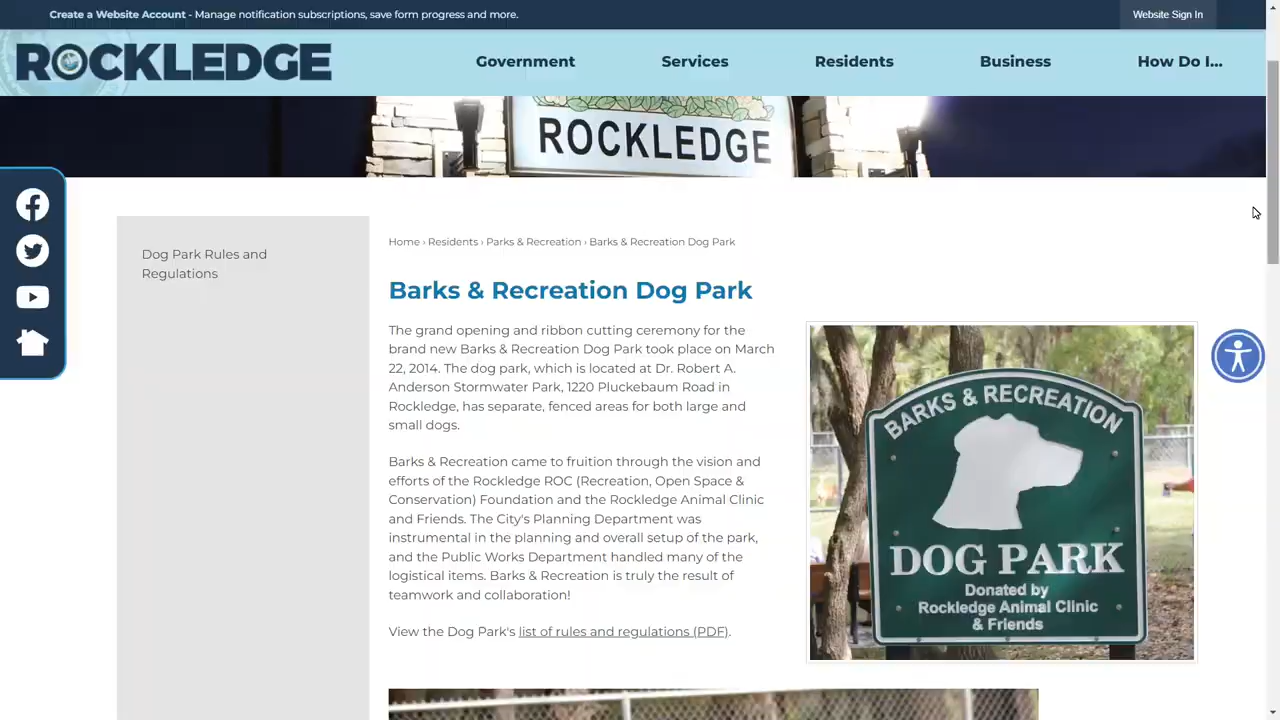 Create a Website Account - Manage notification subscriptions, save form progress and more.
Website Sign In
ROCKLEDGE
Government
Services
Residents
Business
How Do I...
ROCKLEDGE
Dog Park Rules and
Regulations
Home › Residents › Parks & Recreation › Barks & Recreation Dog Park
Barks & Recreation Dog Park
The grand opening and ribbon cutting ceremony for the
brand new Barks & Recreation Dog Park took place on March
22, 2014. The dog park, which is located at Dr. Robert A.
Anderson Stormwater Park, 1220 Pluckebaum Road in
Rockledge, has separate, fenced areas for both large and
small dogs.
Barks & Recreation came to fruition through the vision and
efforts of the Rockledge ROC (Recreation, Open Space &
Conservation) Foundation and the Rockledge Animal Clinic
and Friends. The City's Planning Department was
instrumental in the planning and overall setup of the park,
and the Public Works Department handled many of the
logistical items. Barks & Recreation is truly the result of
teamwork and collaboration!
View the Dog Park's list of rules and regulations (PDF).
BARKS & RECREATION
DOG PARK
Donated by
Rockledge Animal Clinic
& Friends